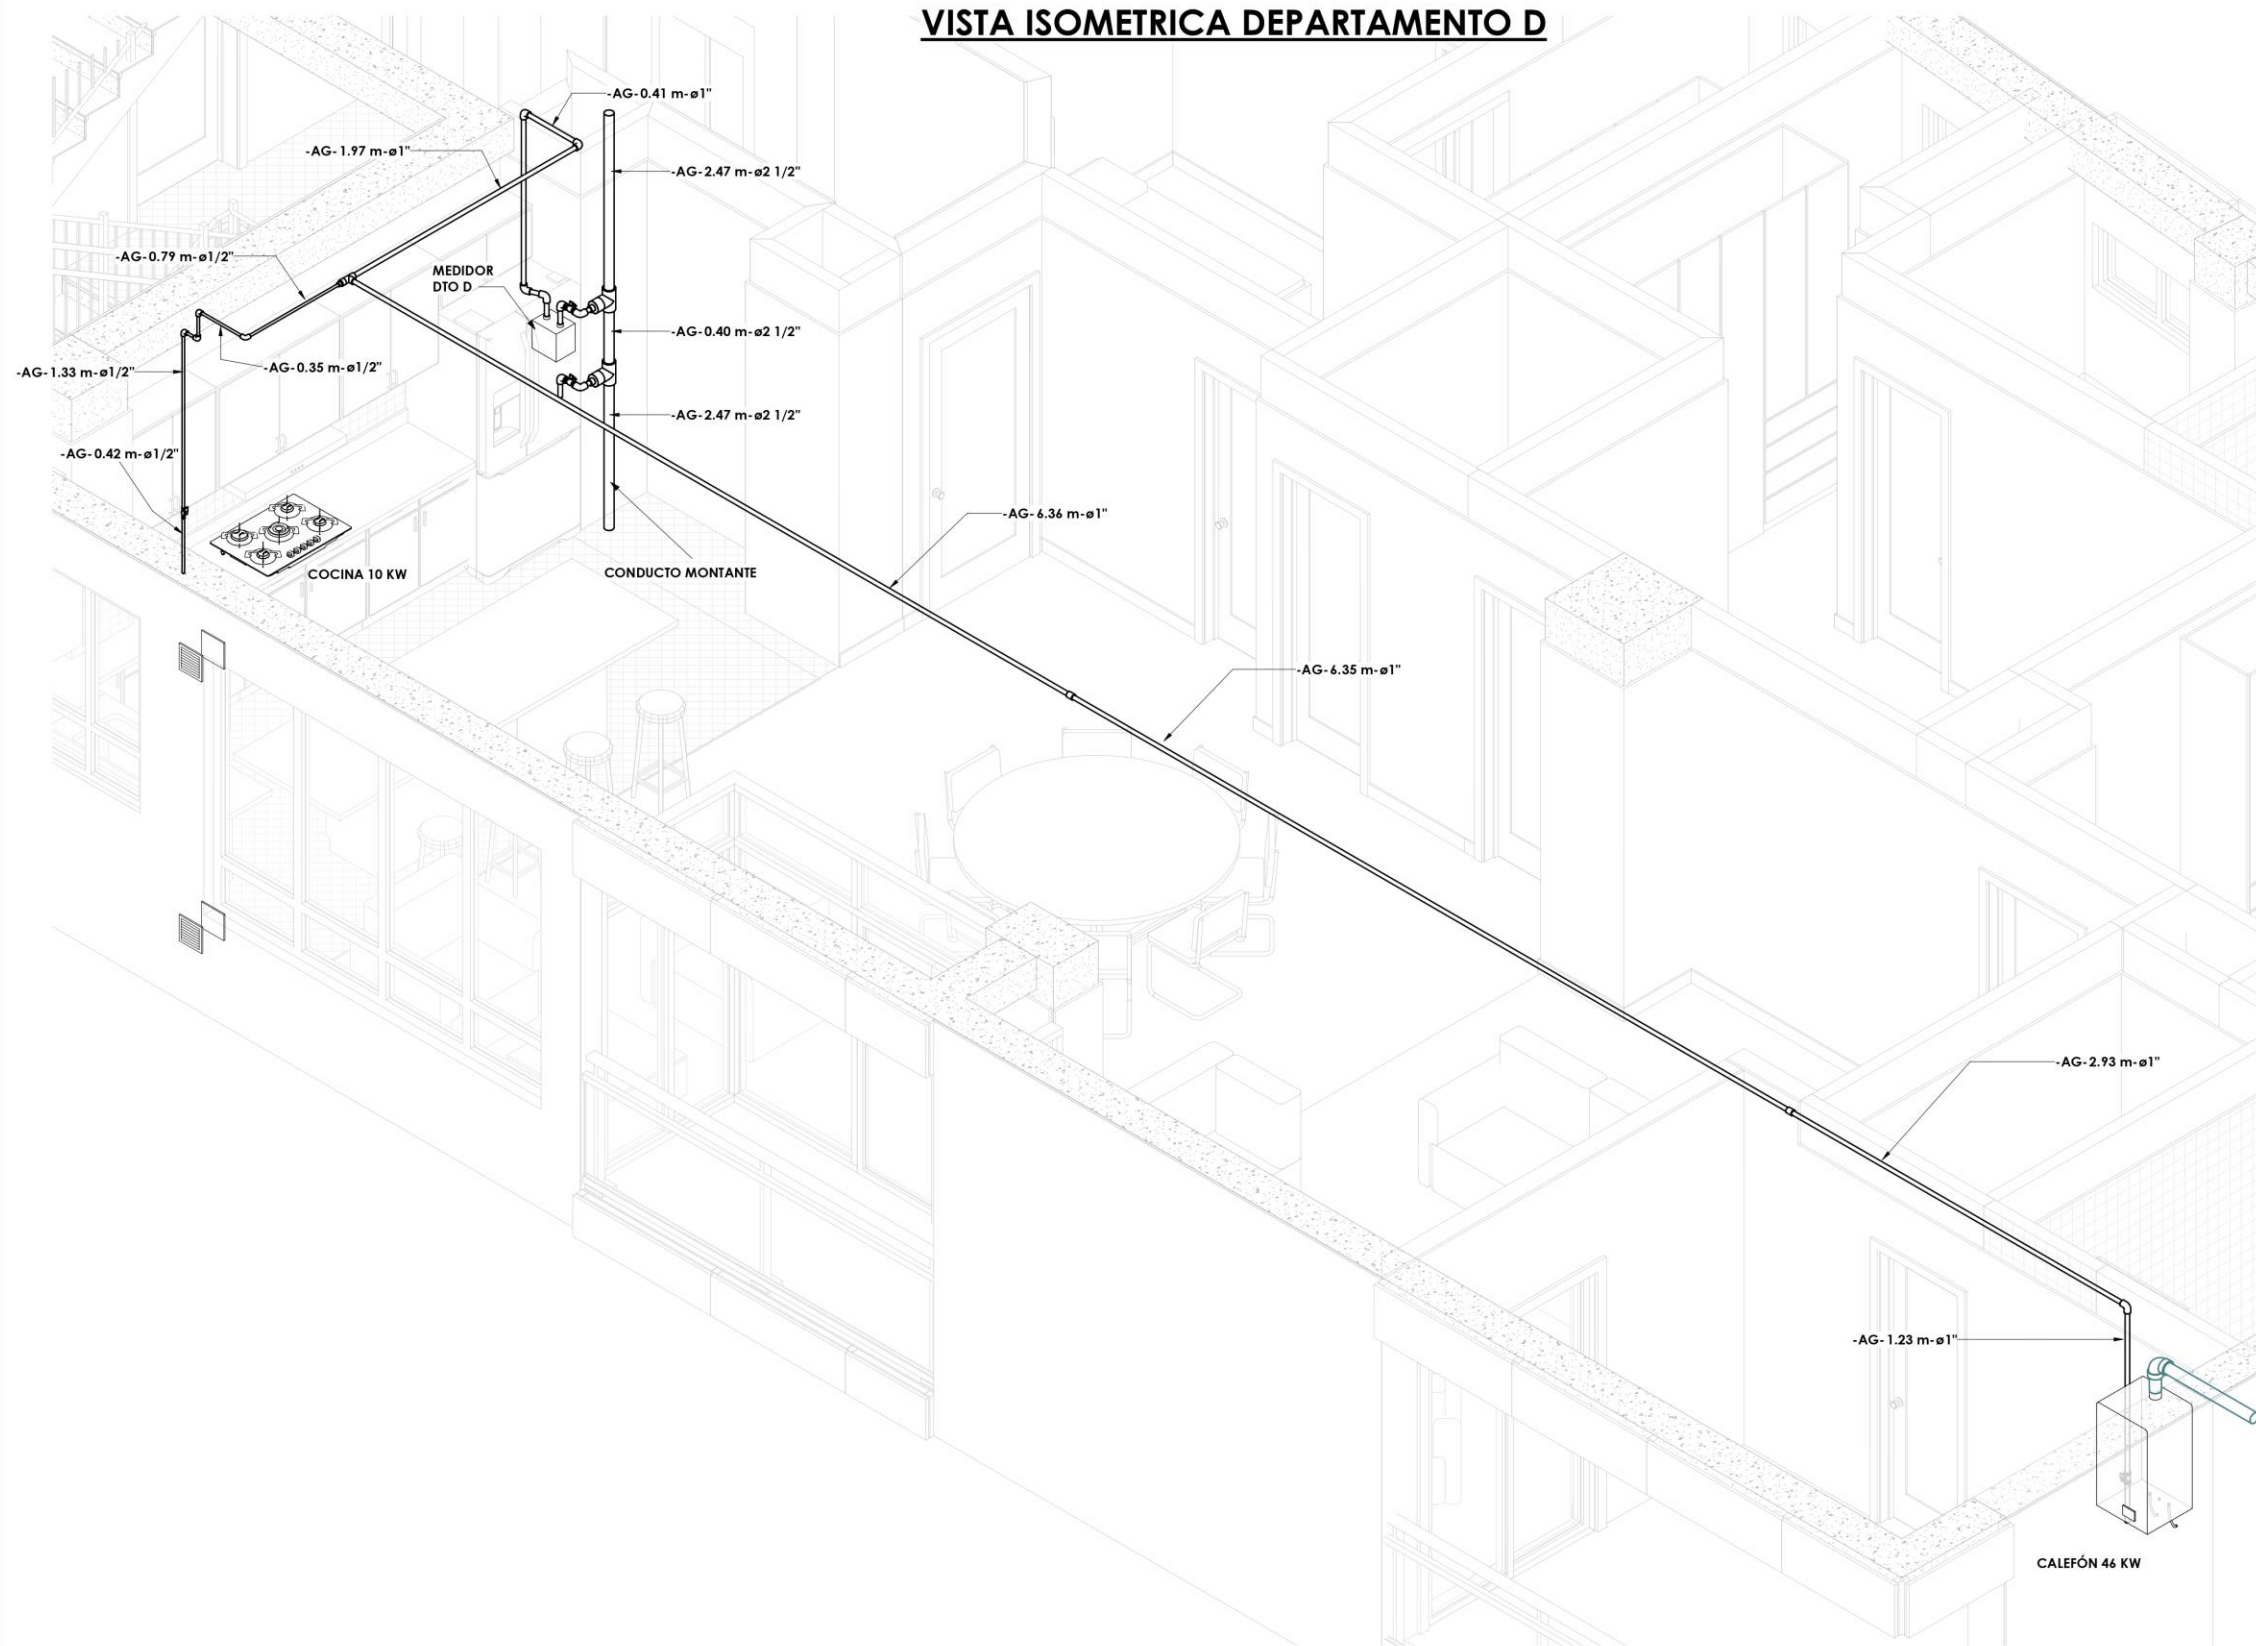 VISTA ISOMETRICA DEPARTAMENTO D
-AG-0.41 m-ø1"
-AG-1.97 m-ø1"
-AG-2.47 m-ø2 1/2"
-AG-0.79 m-ø1/2"
MEDIDOR
DTO D
-AG-0.40 m-ø2 1/2"
-AG-1.33 m-ø1/2"
-AG-0.35 m-ø1/2"
-AG-2.47 m-ø2 1/2"
-AG-0.42 m-ø1/2"
-AG-6.36 m-ø1"
COCINA 10 KW
CONDUCTO MONTANTE
-AG-6.35 m-ø1"
-AG-2.93 m-ø1"
-AG-1.23 m-ø1"
CALEFÓN 46 KW